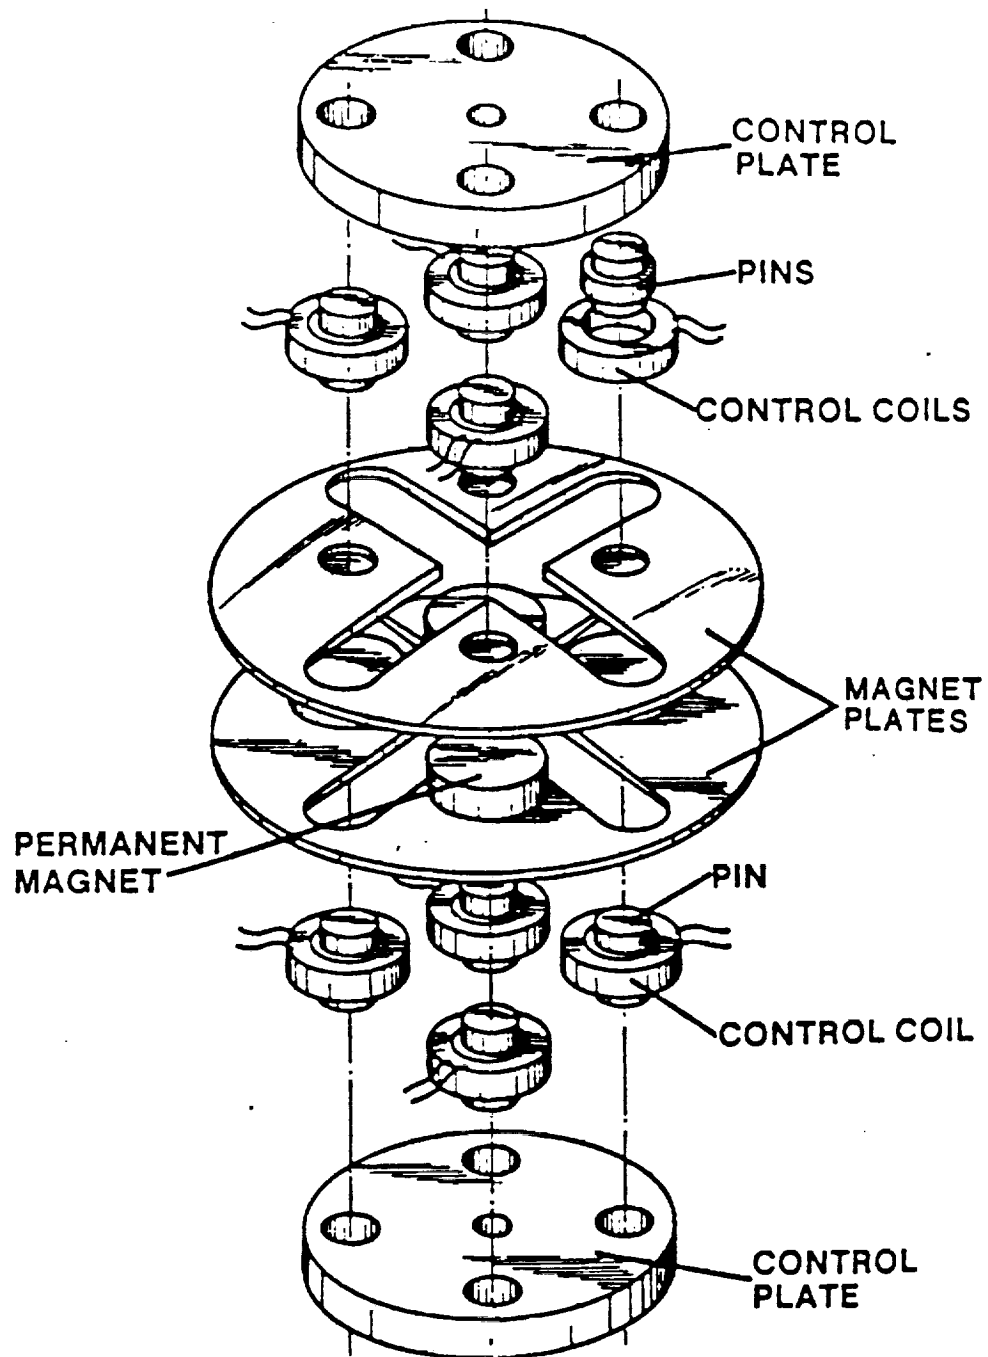 CONTROL
PLATE
PINS
CONTROL COILS
MAGNET
PLATES
PERMANENT
MAGNET
PIN
CONTROL COIL
CONTROL
PLATE